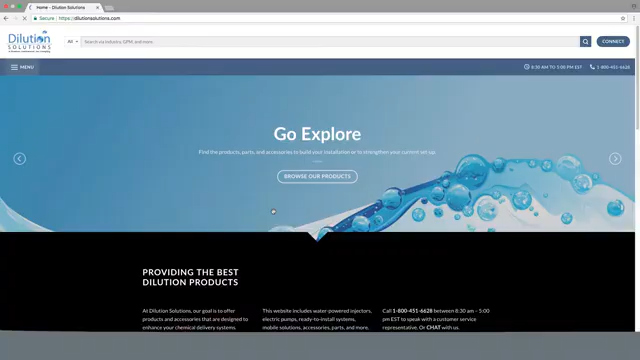 Home - Dilution Solutions
Secure https://dilutionsolutions.com
Dilution
SOLUTIONS
All
Search via Industry, GPM, and more.
CONNECT
MENU
8:30 AM TO 5:00 PM EST
1-800-451-6628
Go Explore
Find the products, parts, and accessories to build your installation or to strengthen your current set-up.
BROWSE OUR PRODUCTS
PROVIDING THE BEST
DILUTION PRODUCTS
At Dilution Solutions, our goal is to offer
products and accessories that are designed to
enhance your chemical delivery systems.
This website includes water-powered injectors,
electric pumps, ready-to-install systems,
mobile solutions, accessories, parts, and more.
Call 1-800-451-6628 between 8:30 am – 5:00
pm EST to speak with a customer service
representative. Or CHAT with us.